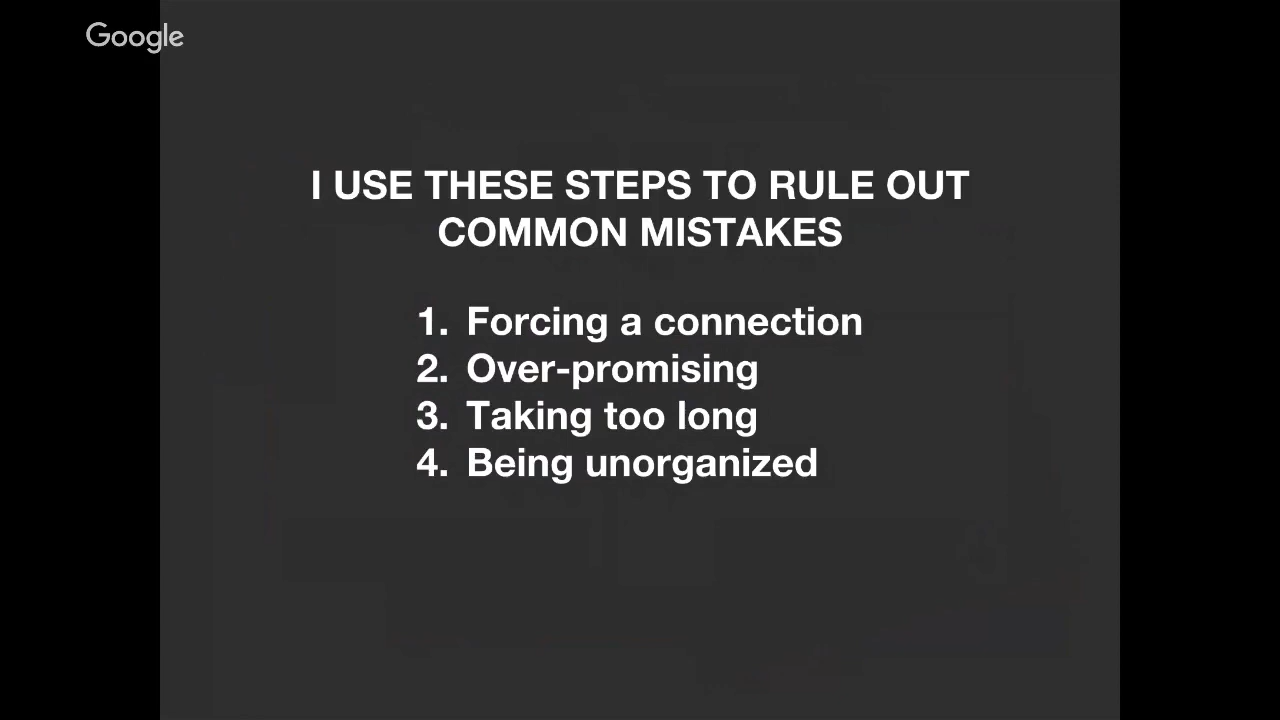 Google
I USE THESE STEPS TO RULE OUT
COMMON MISTAKES
1. Forcing a connection
2. Over-promising
3. Taking too long
4. Being unorganized